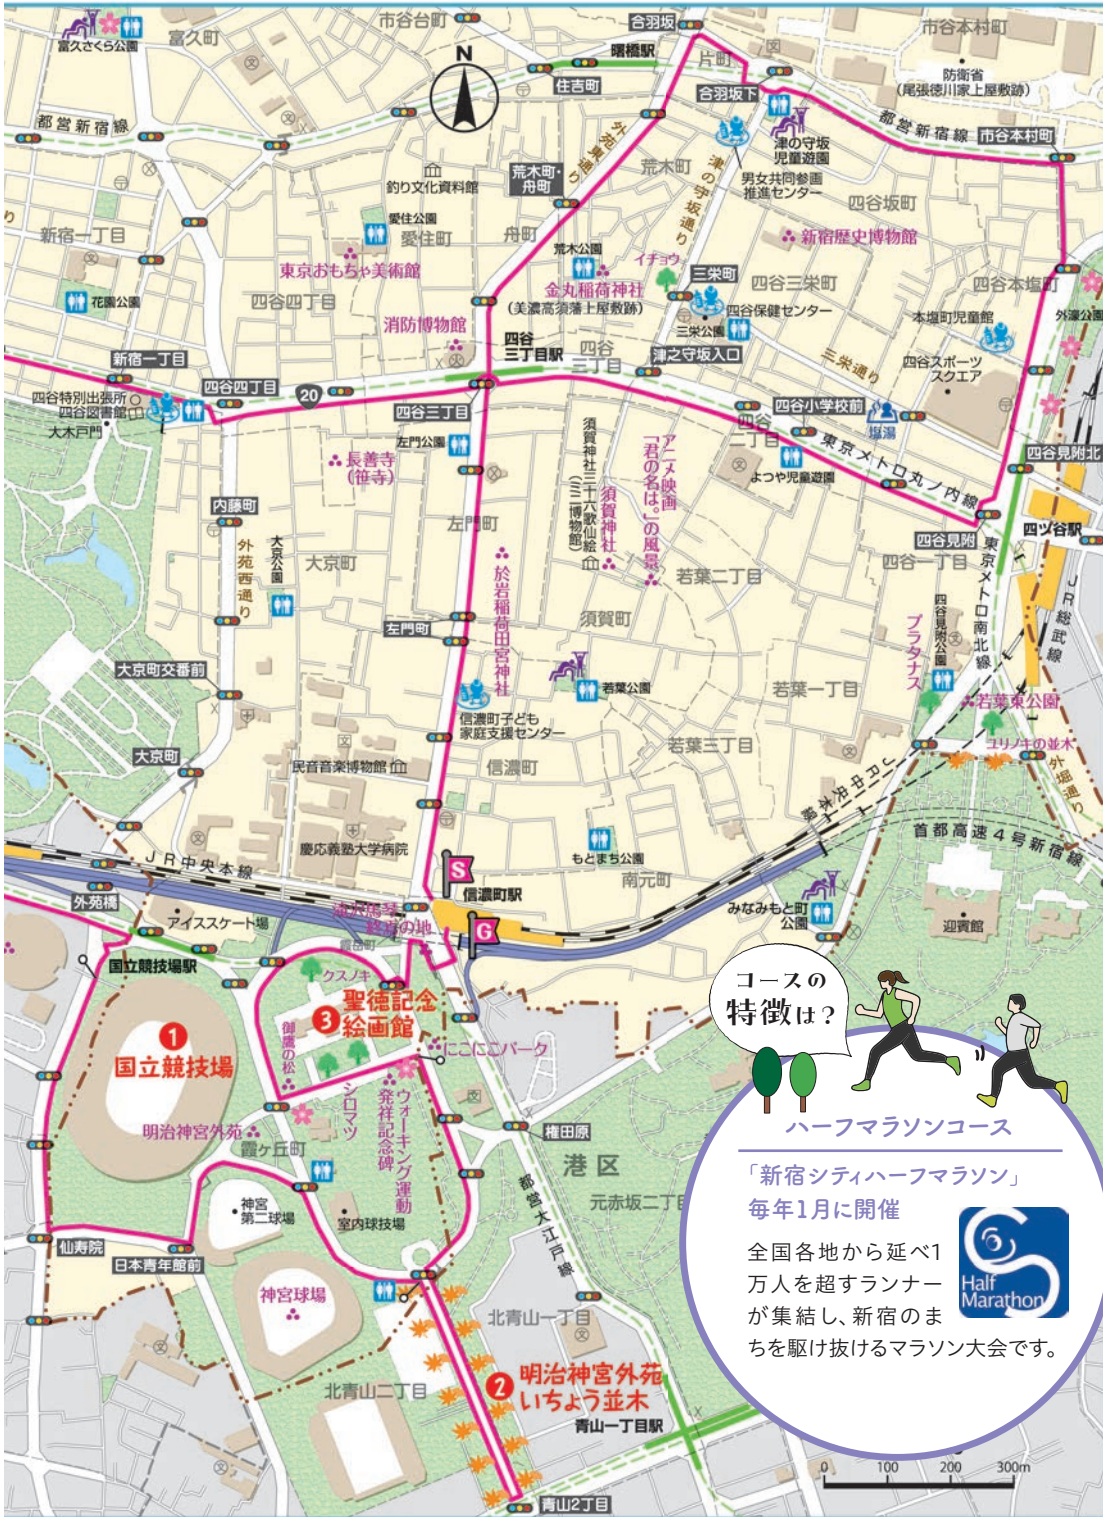 市谷台町
合羽坂
市谷本村町
富久さくら公園
富久町
曙橋駅
片町
防衛省
（尾張徳川家上屋敷跡）
N
住吉町
合羽坂下
都営新宿線
都営新宿線
市谷本村町
外苑東通り
津の守坂
児童遊園
荒木町・
舟町
荒木町
津の守坂通り
男女共同参画
推進センター
釣り文化資料館
四谷坂町
愛住公園
愛住町
舟町
新宿一丁目
荒木公園
イチョウ
新宿歴史博物館
東京おもちゃ美術館
金丸稲荷神社
（美濃高須藩上屋敷跡）
三栄町
四谷三栄町
四谷本塩町
花園公園
四谷四丁目
四谷保健センター
本塩町児童館
外濠公園
消防博物館
三栄公園
新宿一丁目
四谷
三丁目駅
四谷
三丁目
津之守坂入口
三栄通り
四谷スポーツ
スクエア
四谷四丁目
20
四谷特別出張所
四谷図書館
大木戸門
四谷三丁目
四谷小学校前
塩湯
四谷
二丁目
東京メトロ丸ノ内線
左門公園
長善寺
（笹寺）
よつや児童遊園
四谷見附北
須賀神社三十六歌仙絵
（ミニ博物館）
須賀神社
アニメ映画
「君の名は。」の風景
内藤町
左門町
四谷見附
四ツ谷駅
外苑西通り
大京公園
大京町
四谷一丁目
東京メトロ南北線
JR総武線
於岩稲荷田宮神社
若葉二丁目
須賀町
四谷見附公園
プラタナス
左門町
大京町交番前
若葉公園
若葉一丁目
若葉東公園
信濃町子ども
家庭支援センター
ユリノキの並木
外堀通り
大京町
民音音楽博物館
信濃町
若葉三丁目
JR中央本線
慶応義塾大学病院
もとまち公園
首都高速4号新宿線
JR中央本線
S
信濃町駅
南元町
外苑橋
アイススケート場
滝沢馬琴
終焉の地
G
みなみもと町
公園
迎賓館
霞岳町
国立競技場駅
クスノキ
コースの
特徴は？
3
聖徳記念
絵画館
1
国立競技場
御鷹の松
にこにこパーク
シロマツ
ウォーキング運動
発祥記念碑
明治神宮外苑
霞ヶ丘町
権田原
港区
ハーフマラソンコース
都営大江戸線
元赤坂二丁目
「新宿シティハーフマラソン」
毎年1月に開催
神宮
第二球場
室内球技場
仙寿院
日本青年館前
全国各地から延べ1
万人を超すランナー
が集結し、新宿のま
ちを駆け抜けるマラソン大会です。
Half
Marathon
神宮球場
北青山一丁目
2
明治神宮外苑
いちょう並木
北青山二丁目
青山一丁目駅
0 100 200 300m
青山2丁目